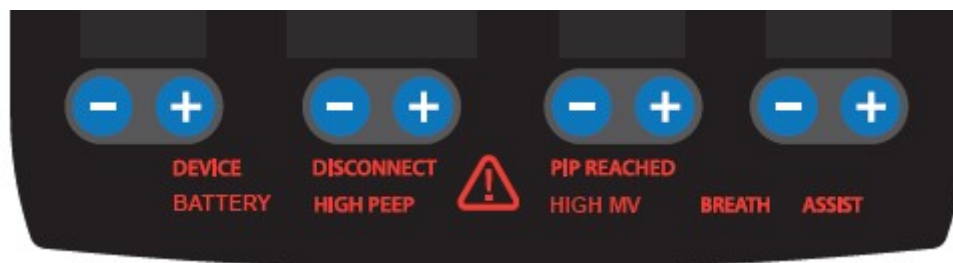 - + - + - + - +
DEVICE DISCONNECT PIP REACHED
BATTERY HIGH PEEP HIGH MV BREATH ASSIST